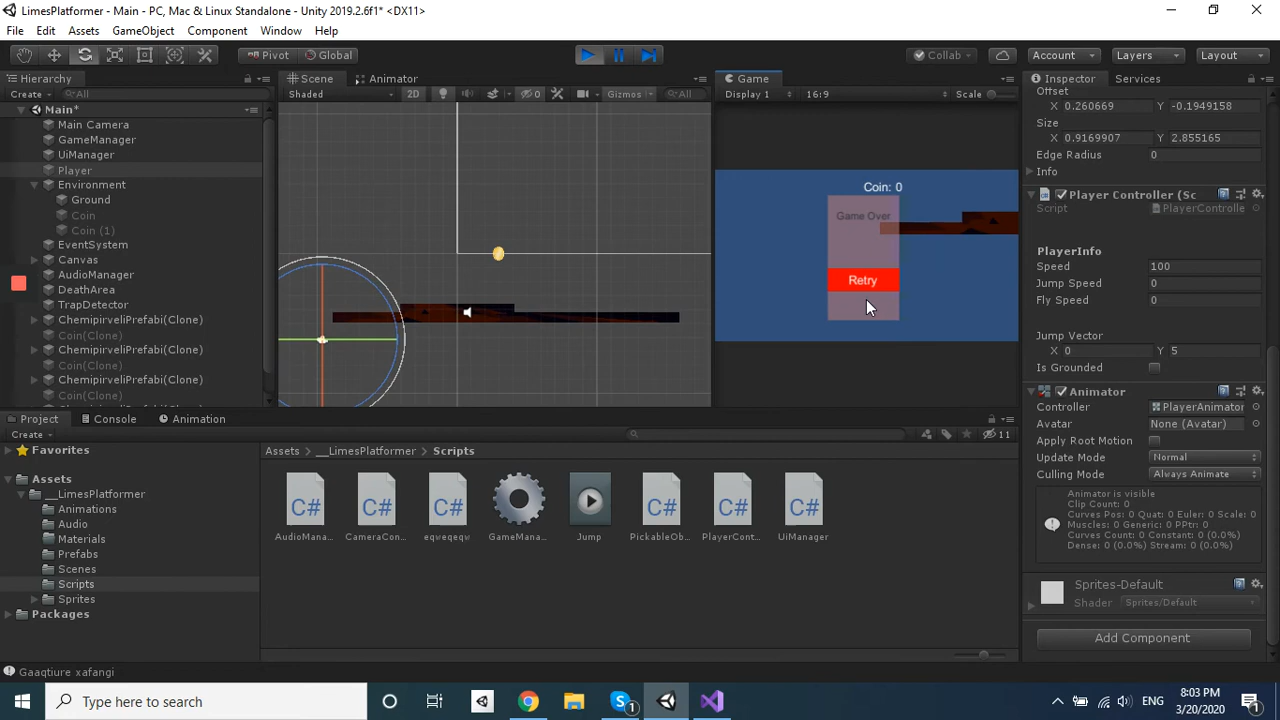 LimesPlatformer - Main - PC, Mac & Linux Standalone - Unity 2019.2.6f1* <DX11>
File Edit Assets GameObject Component Window Help
Pivot Global Collab Account Layers Layout
Hierarchy
Create All
Main*
Main Camera
GameManager
UiManager
Player
Environment
Ground
Coin
Coin (1)
EventSystem
Canvas
AudioManager
DeathArea
TrapDetector
ChemipirveliPrefabi(Clone)
Coin(Clone)
ChemipirveliPrefabi(Clone)
Coin(Clone)
ChemipirveliPrefabi(Clone)
Coin(Clone)
Scene Animator
Shaded 2D 0 Gizmos All
Game
Display 1 16:9 Scale
Coin: 0
Game Over
Retry
Inspector Services
Offset
X 0.260669 Y -0.1949158
Size
X 0.9169907 Y 2.855165
Edge Radius 0
Info
Player Controller (Sc
Script PlayerControlle
PlayerInfo
Speed 100
Jump Speed 0
Fly Speed 0
Jump Vector
X 0 Y 5
Is Grounded
Animator
Controller PlayerAnimator
Avatar None (Avatar)
Apply Root Motion
Update Mode Normal
Culling Mode Always Animate
Animator is visible
Clip Count: 0
Curves Pos: 0 Quat: 0 Euler: 0 Scale: 0
Muscles: 0 Generic: 0 PPtr: 0
Curves Count: 0 Constant: 0 (0.0%)
Dense: 0 (0.0%) Stream: 0 (0.0%)
Sprites-Default
Shader Sprites/Default
Add Component
Project Console Animation
Create 11
Favorites
Assets
__LimesPlatformer
Animations
Audio
Materials
Prefabs
Scenes
Scripts
Sprites
Packages
Assets __LimesPlatformer Scripts
C# C# C# C# C# C#
AudioMana... CameraCon... eqweqeqw GameMana... Jump PickableOb... PlayerCont... UiManager
Gaaqtiure xafangi
Type here to search
1
ENG
8:03 PM
3/20/2020
1